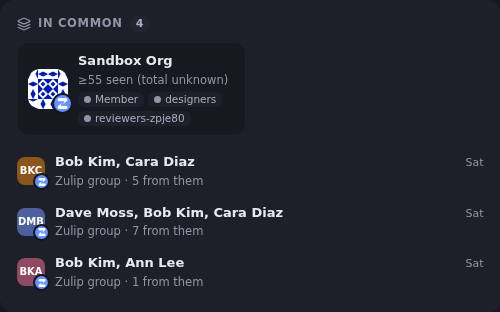 IN COMMON 4
Sandbox Org
≥55 seen (total unknown)
Member designers
reviewers-zpje80
BKC
Bob Kim, Cara Diaz
Sat
Zulip group · 5 from them
DMB
Dave Moss, Bob Kim, Cara Diaz
Sat
Zulip group · 7 from them
BKA
Bob Kim, Ann Lee
Sat
Zulip group · 1 from them